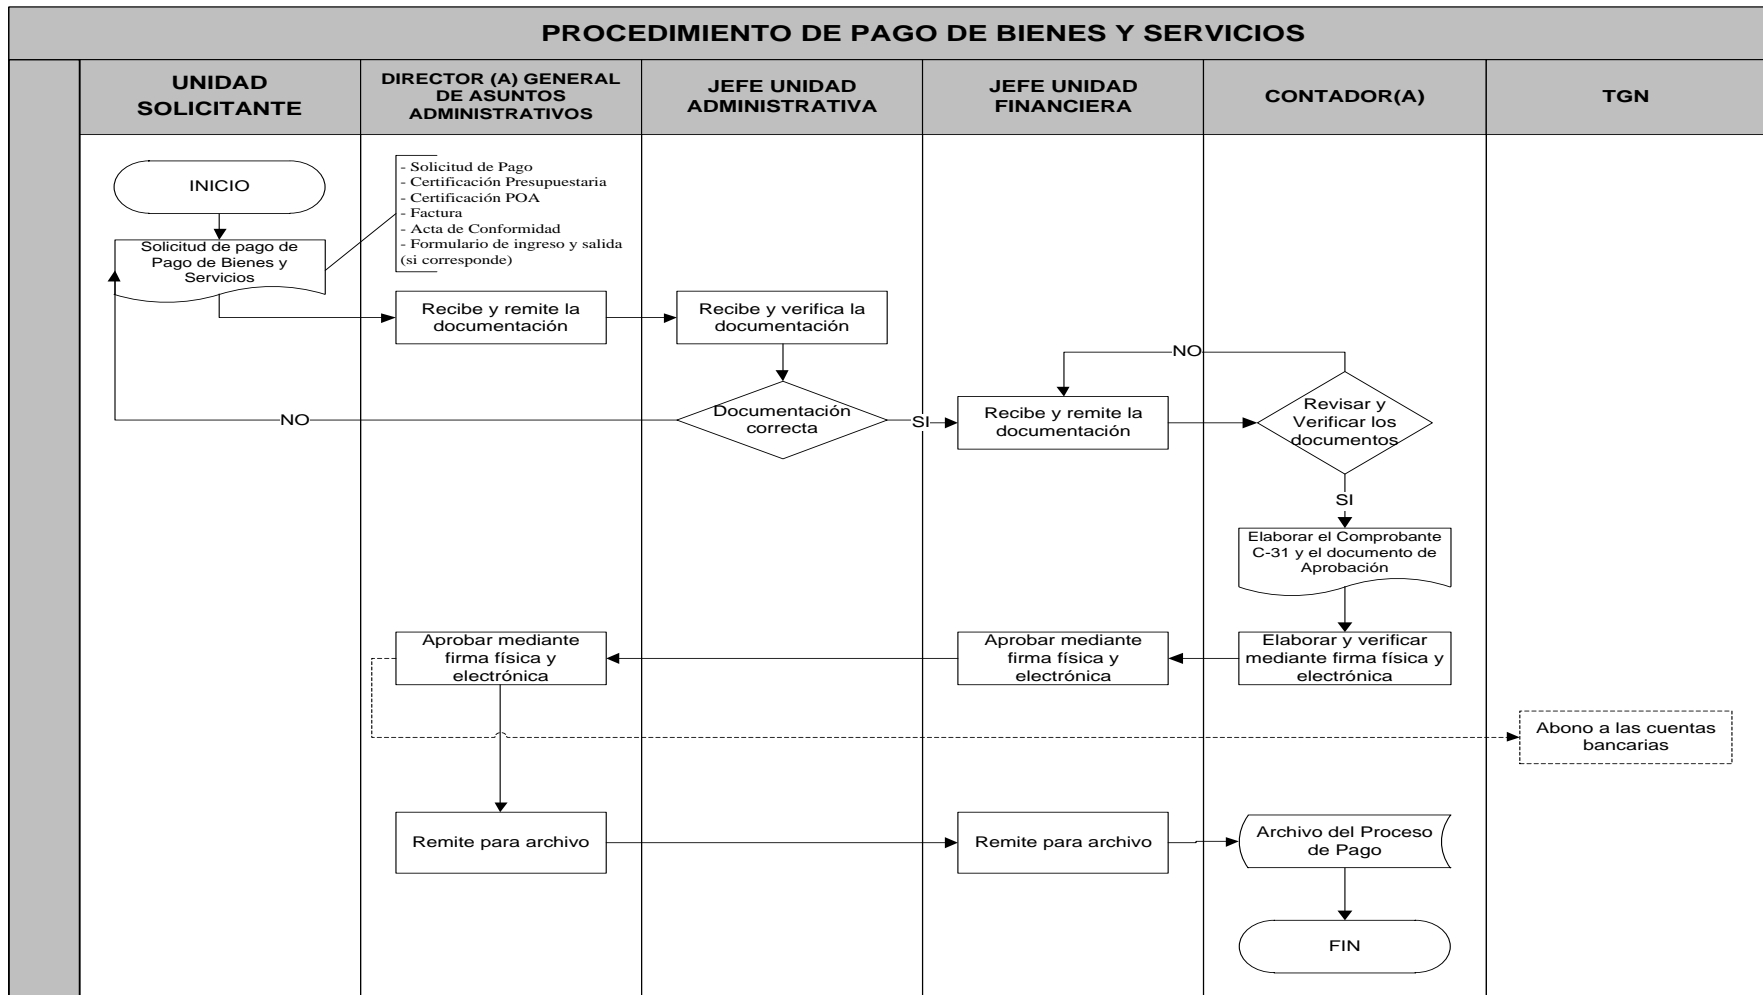 PROCEDIMIENTO DE PAGO DE BIENES Y SERVICIOS
UNIDAD
SOLICITANTE
DIRECTOR (A) GENERAL
DE ASUNTOS
ADMINISTRATIVOS
JEFE UNIDAD
ADMINISTRATIVA
JEFE UNIDAD
FINANCIERA
CONTADOR(A)
TGN
INICIO
- Solicitud de Pago
- Certificación Presupuestaria
- Certificación POA
- Factura
- Acta de Conformidad
- Formulario de ingreso y salida
(si corresponde)
Solicitud de pago de
Pago de Bienes y
Servicios
Recibe y remite la
documentación
Recibe y verifica la
documentación
NO
Documentación
correcta
SI
Recibe y remite la
documentación
NO
Revisar y
Verificar los
documentos
SI
Elaborar el Comprobante
C-31 y el documento de
Aprobación
Aprobar mediante
firma física y
electrónica
Aprobar mediante
firma física y
electrónica
Elaborar y verificar
mediante firma física y
electrónica
Abono a las cuentas
bancarias
Remite para archivo
Remite para archivo
Archivo del Proceso
de Pago
FIN